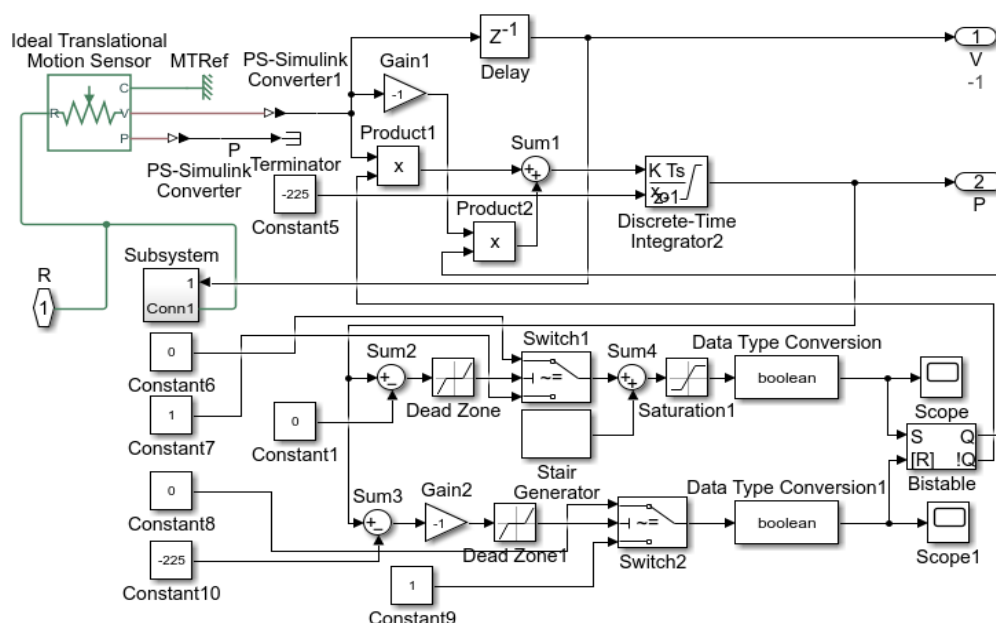 Ideal Translational
Motion Sensor
MTRef
C
R
V
P
PS-Simulink
Converter1
P
PS-Simulink
Converter
Terminator
Gain1
-1
Z-1
Delay
1
V
-1
Product1
x
Sum1
++
-225
Constant5
Product2
x
K Ts
Discrete-Time
Integrator2
2
P
R
1
Subsystem
1
Conn1
0
Constant6
1
Constant7
Sum2
+−
Dead Zone
0
Constant1
Switch1
~=
Sum4
++
Stair
Generator
Saturation1
Data Type Conversion
boolean
Scope
S
Q
[R]
!Q
Bistable
0
Constant8
-225
Constant10
Sum3
+−
Gain2
-1
Dead Zone1
1
Constant9
~=
Switch2
Data Type Conversion1
boolean
Scope1